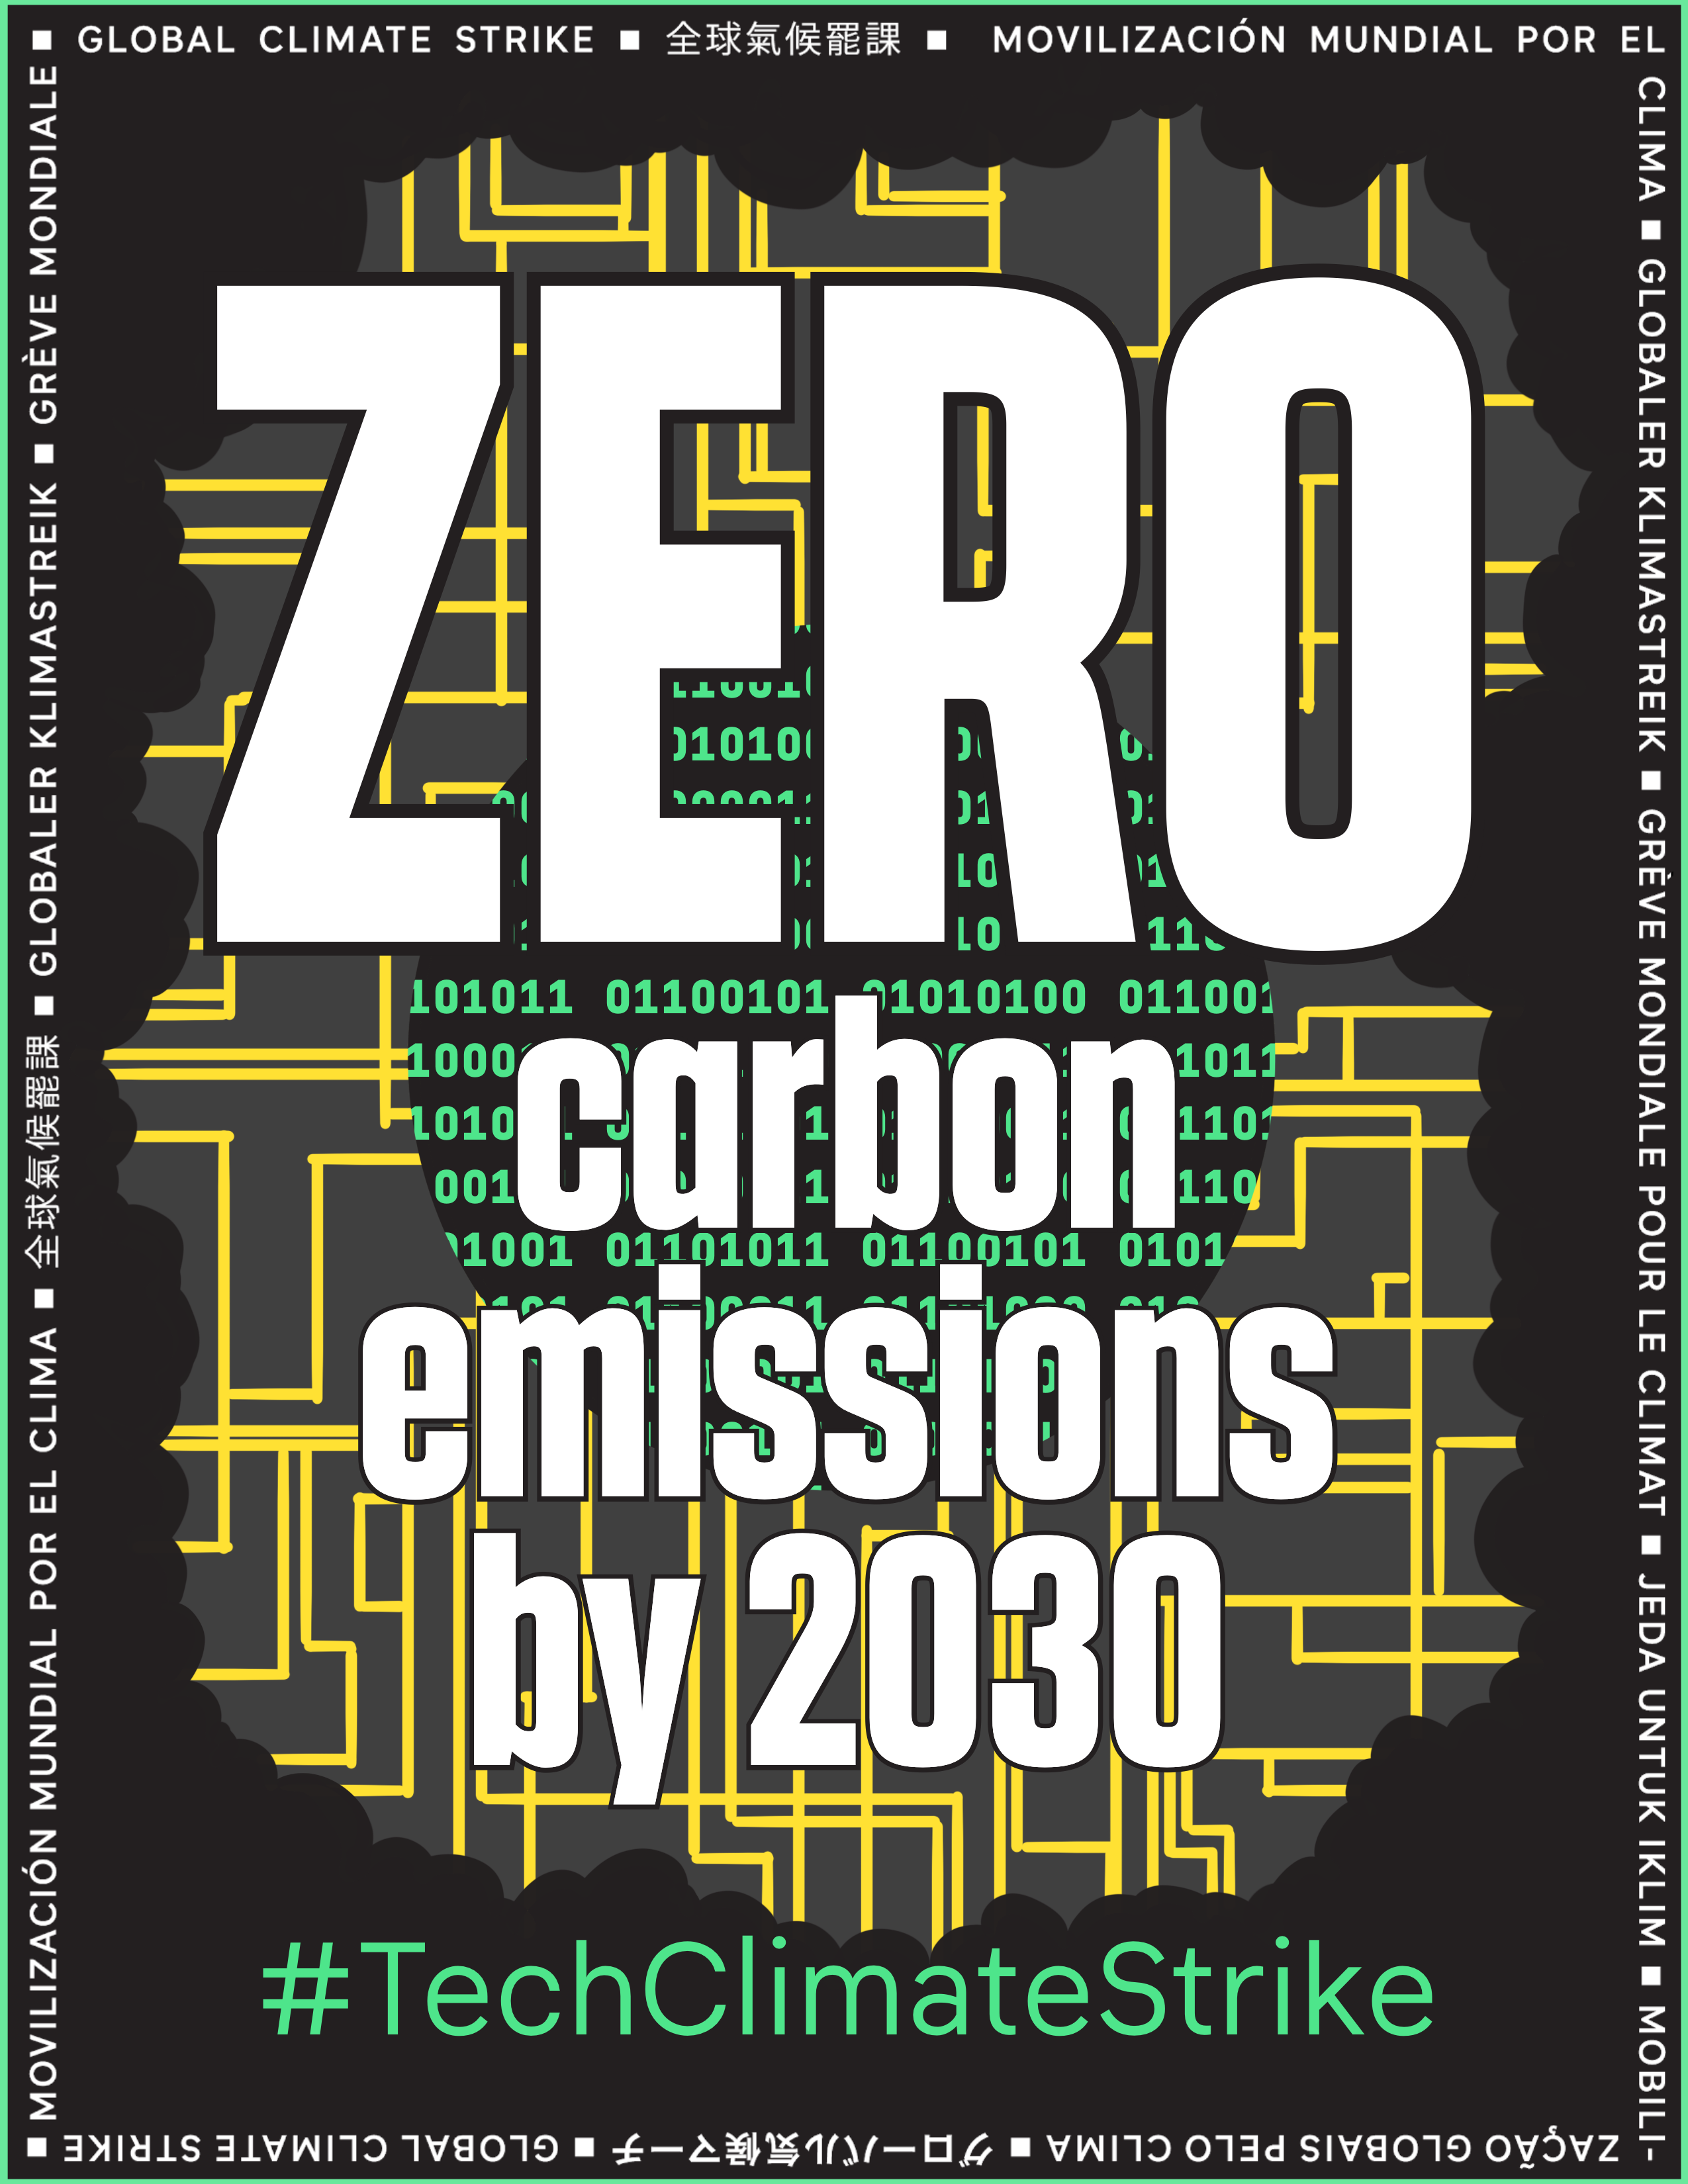 ■ GLOBAL CLIMATE STRIKE ■ 全球氣候罷課 ■ MOVILIZACIÓN MUNDIAL POR EL
CLIMA ■ GLOBALER KLIMASTREIK ■ GRÈVE MONDIALE POUR LE CLIMAT ■ JEDA UNTUK IKLIM ■ MOBILI-
ZAÇÃO GLOBAIS PELO CLIMA ■ グローバル気候マーチ ■ GLOBAL CLIMATE STRIKE ■
MOVILIZACIÓN MUNDIAL POR EL CLIMA ■ 全球氣候罷課 ■ GLOBALER KLIMASTREIK ■ GRÈVE MONDIALE
ZERO
101011 01100101 01010100 011001
carbon
01001 01101011 01100101 0101
emissions
by 2030
#TechClimateStrike